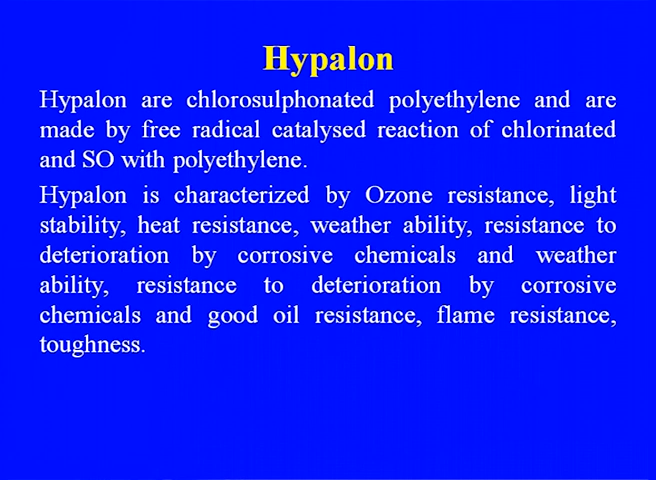 Hypalon
Hypalon are chlorosulphonated polyethylene and are
made by free radical catalysed reaction of chlorinated
and SO with polyethylene.
Hypalon is characterized by Ozone resistance, light
stability, heat resistance, weather ability, resistance to
deterioration by corrosive chemicals and weather
ability, resistance to deterioration by corrosive
chemicals and good oil resistance, flame resistance,
toughness.